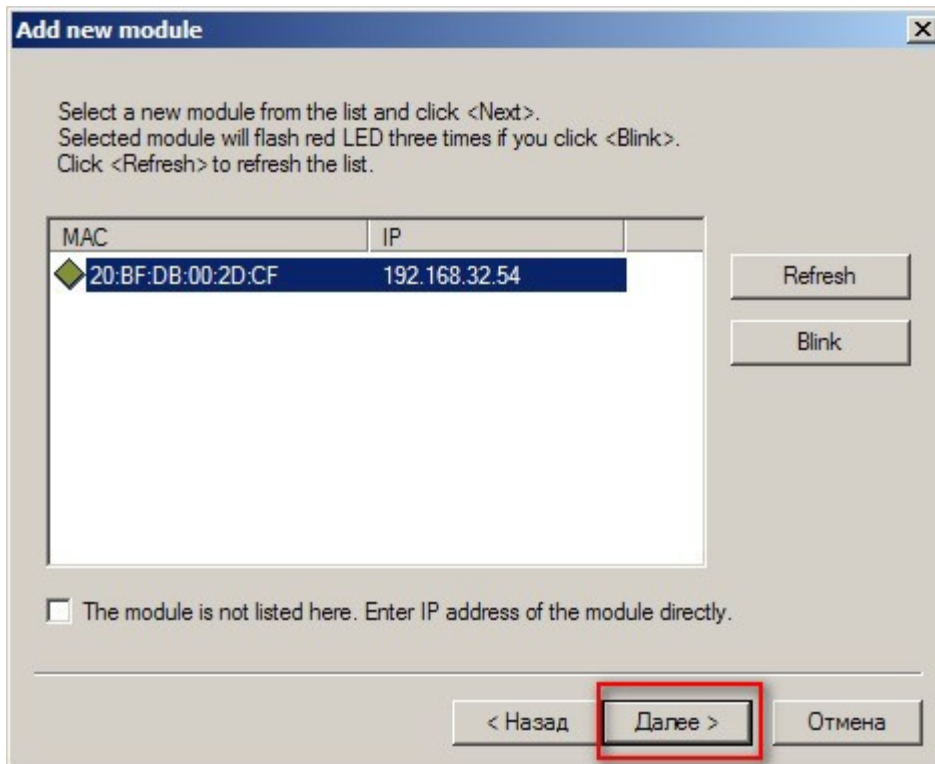 Add new module
Select a new module from the list and click <Next>.
Selected module will flash red LED three times if you click <Blink>.
Click <Refresh> to refresh the list.
MAC IP
20:BF:DB:00:2D:CF 192.168.32.54
Refresh
Blink
The module is not listed here. Enter IP address of the module directly.
< Назад Далее > Отмена